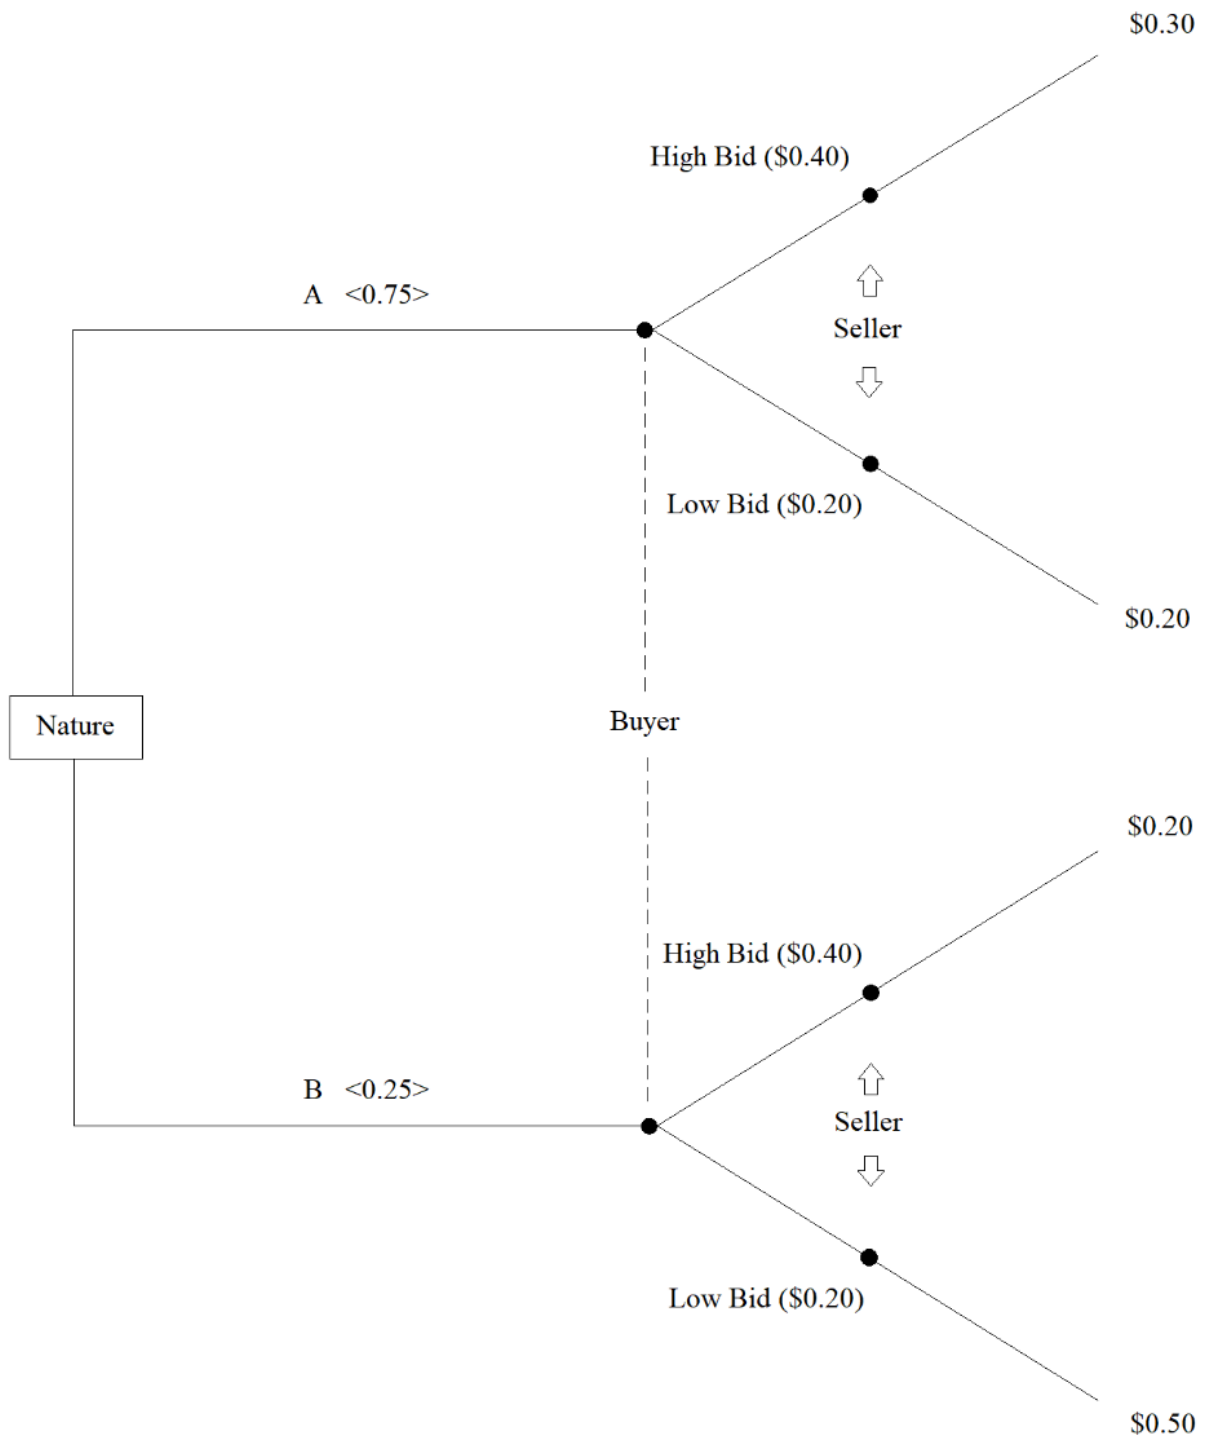 $0.30
High Bid ($0.40)
A <0.75>
Seller
Low Bid ($0.20)
$0.20
Nature
Buyer
$0.20
High Bid ($0.40)
B <0.25>
Seller
Low Bid ($0.20)
$0.50